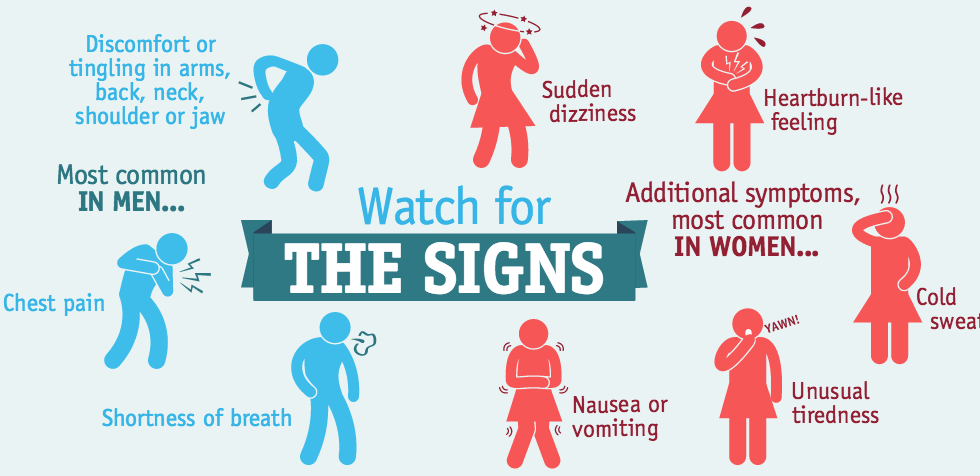 Discomfort or
tingling in arms,
back, neck,
shoulder or jaw
Most common
IN MEN...
Chest pain
Shortness of breath
Watch for
THE SIGNS
Sudden
dizziness
Heartburn-like
feeling
Additional symptoms,
most common
IN WOMEN...
Cold
YAWN!
Unusual
tiredness
Nausea or
vomiting